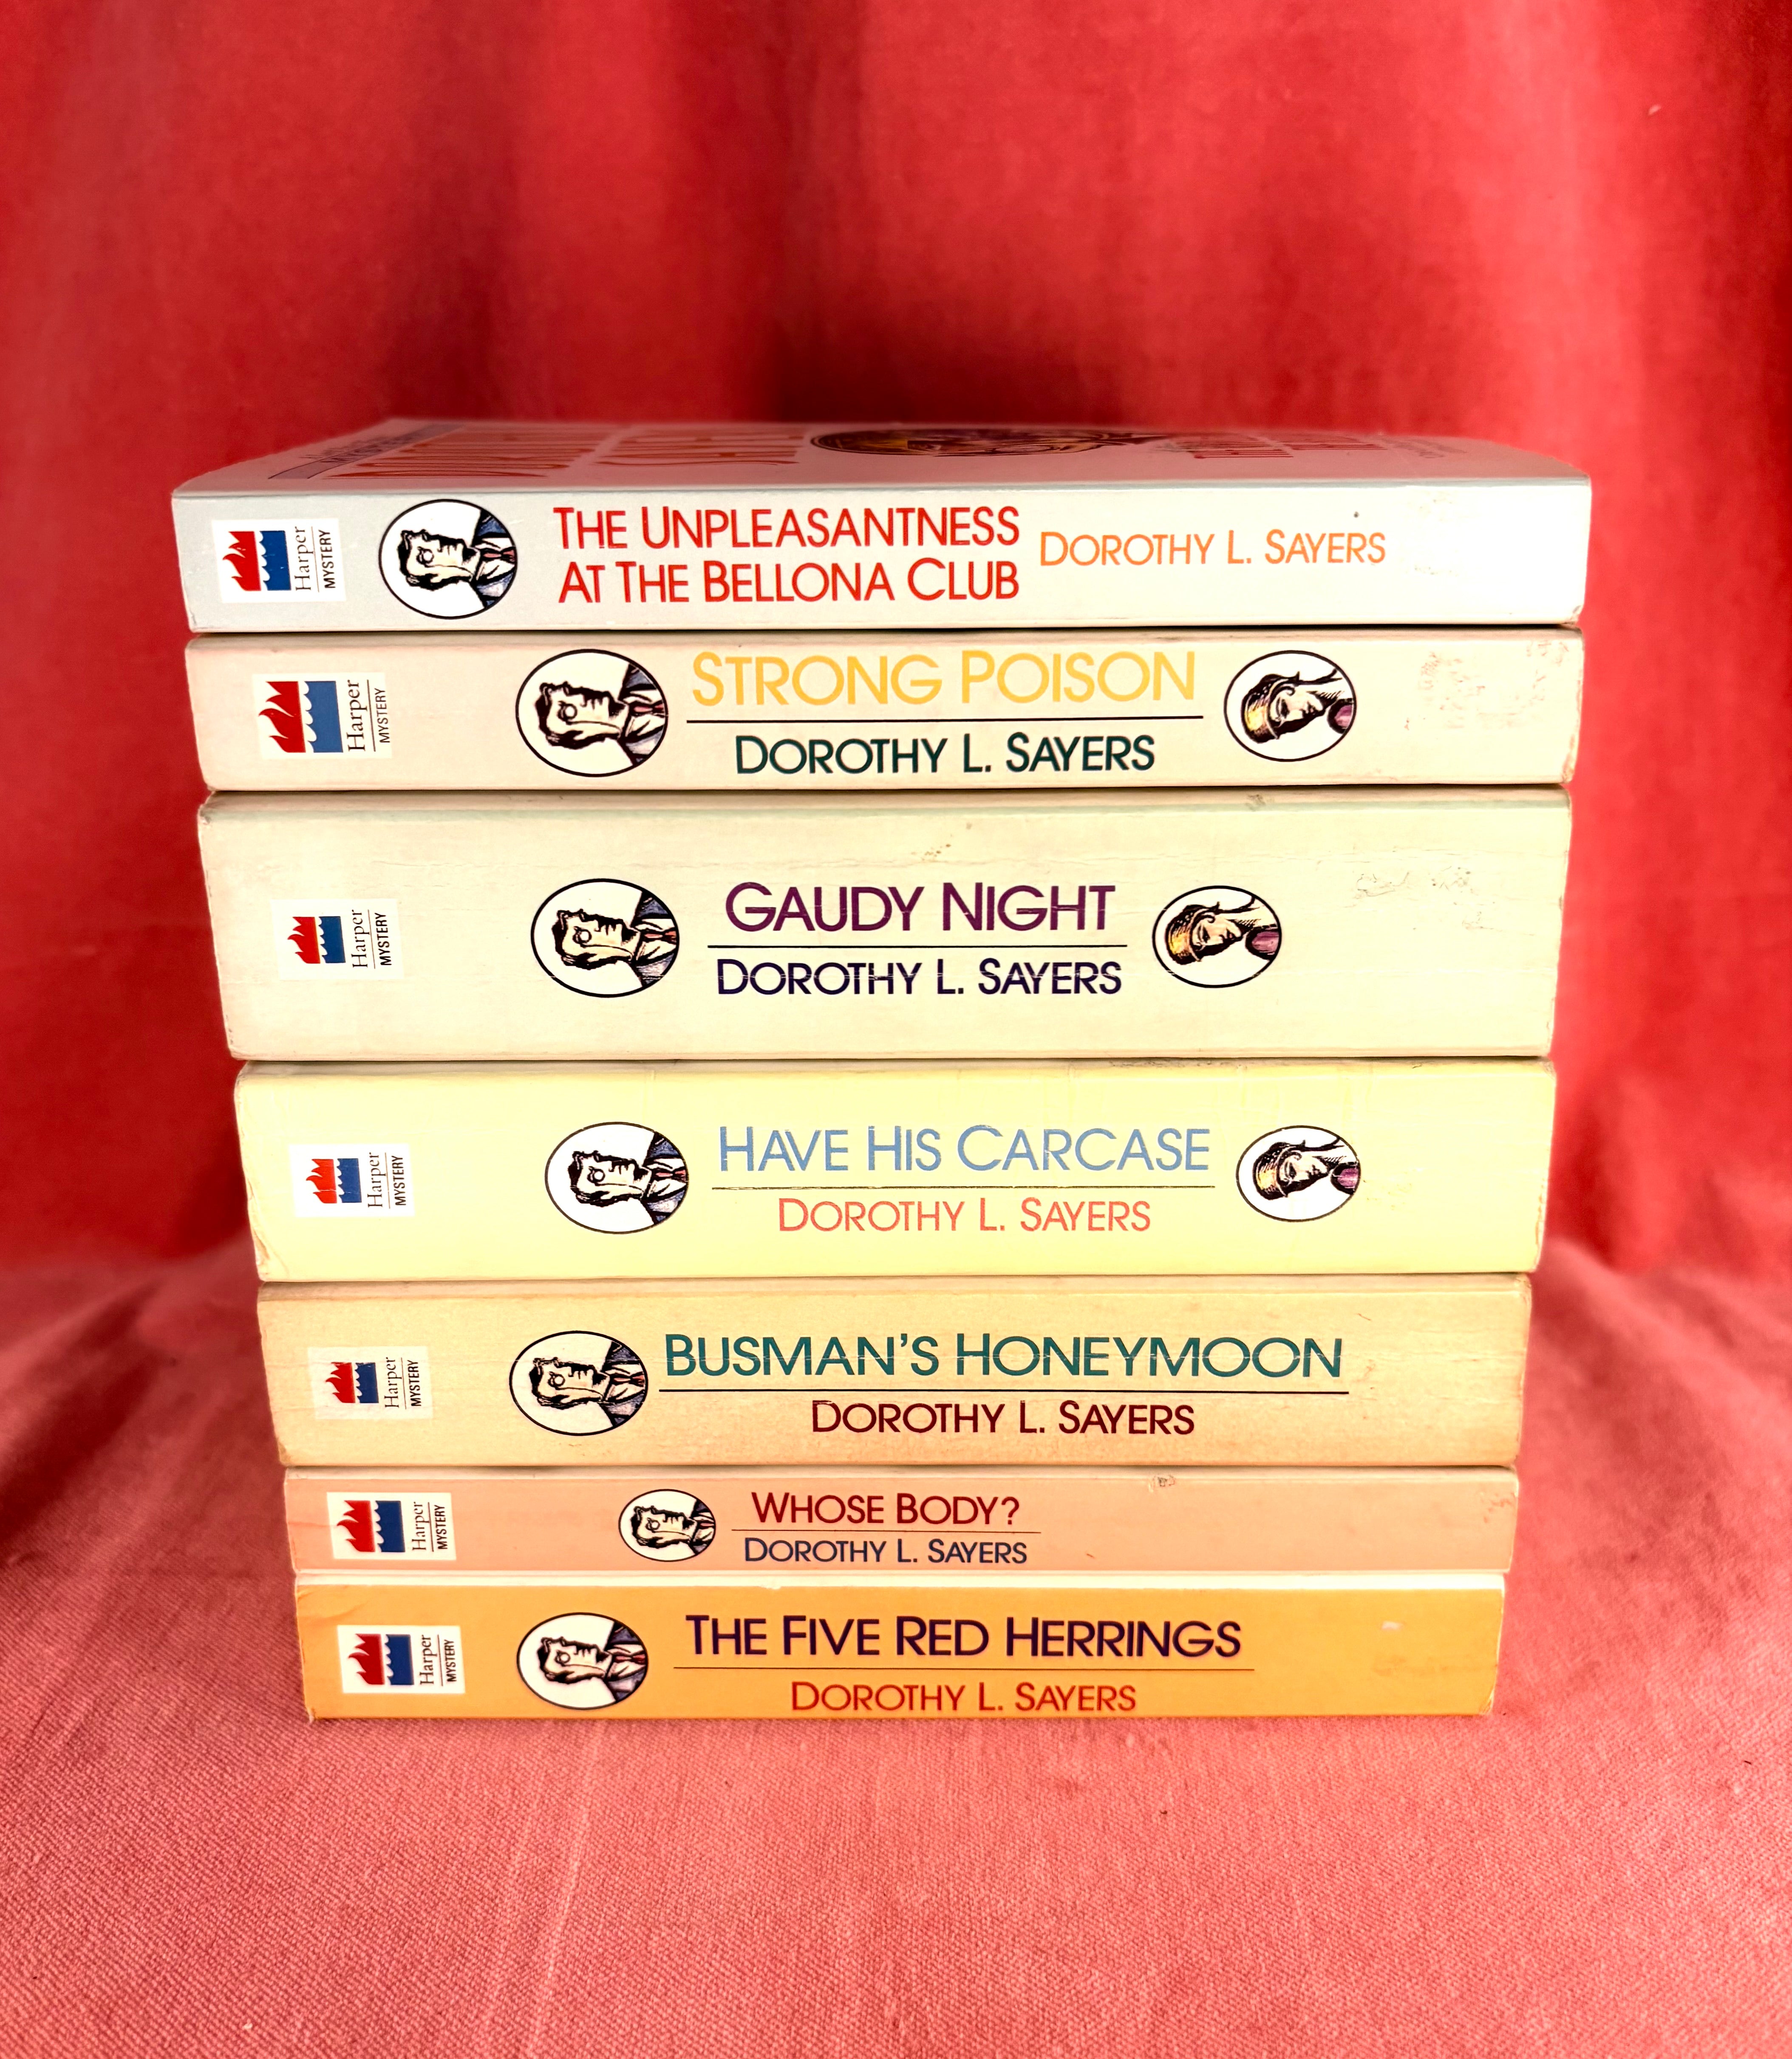 Harper
MYSTERY
THE UNPLEASANTNESS
AT THE BELLONA CLUB
DOROTHY L. SAYERS
Harper
MYSTERY
STRONG POISON
DOROTHY L. SAYERS
Harper
MYSTERY
GAUDY NIGHT
DOROTHY L. SAYERS
Harper
MYSTERY
HAVE HIS CARCASE
DOROTHY L. SAYERS
Harper
MYSTERY
BUSMAN'S HONEYMOON
DOROTHY L. SAYERS
Harper
MYSTERY
WHOSE BODY?
DOROTHY L. SAYERS
Harper
MYSTERY
THE FIVE RED HERRINGS
DOROTHY L. SAYERS